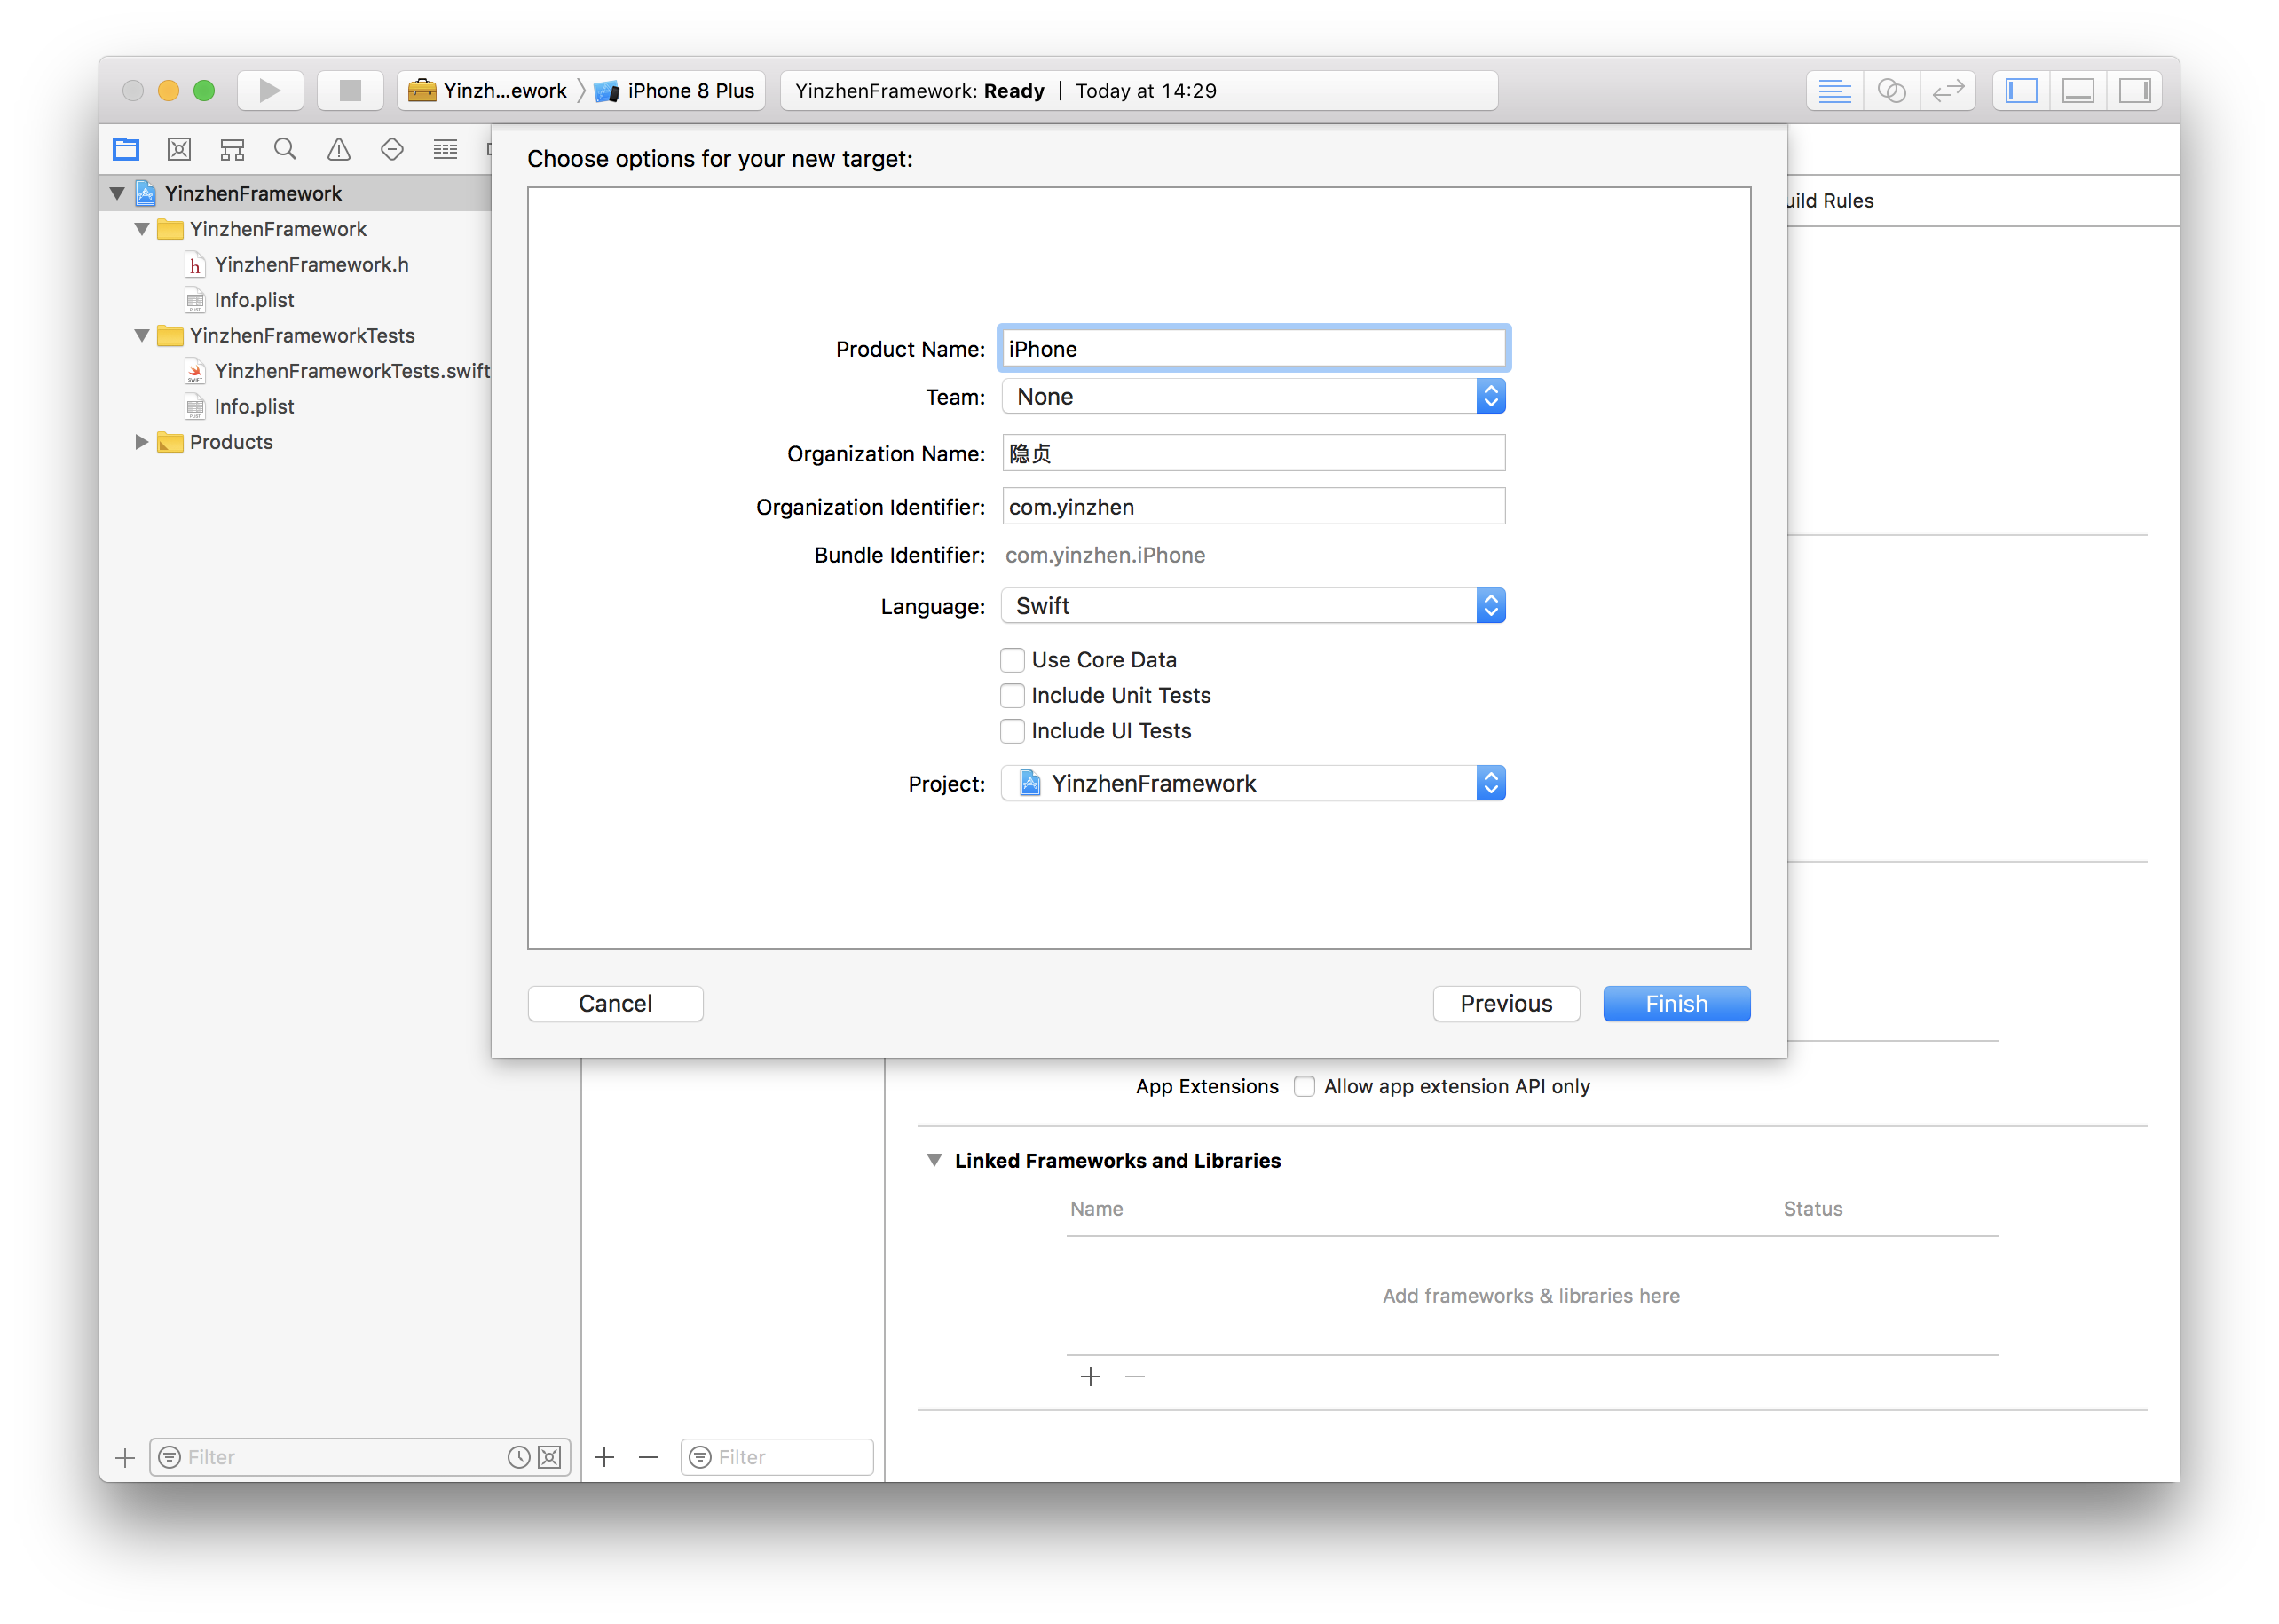 Yinzh...ework
iPhone 8 Plus
YinzhenFramework: Ready | Today at 14:29
Choose options for your new target:
uild Rules
YinzhenFramework
YinzhenFramework
YinzhenFramework.h
Info.plist
YinzhenFrameworkTests
YinzhenFrameworkTests.swift
Info.plist
Products
Product Name: iPhone
Team: None
Organization Name: 隐贞
Organization Identifier: com.yinzhen
Bundle Identifier: com.yinzhen.iPhone
Language: Swift
Use Core Data
Include Unit Tests
Include UI Tests
Project: YinzhenFramework
Cancel
Previous
Finish
App Extensions Allow app extension API only
Linked Frameworks and Libraries
Name Status
Add frameworks & libraries here
Filter
Filter